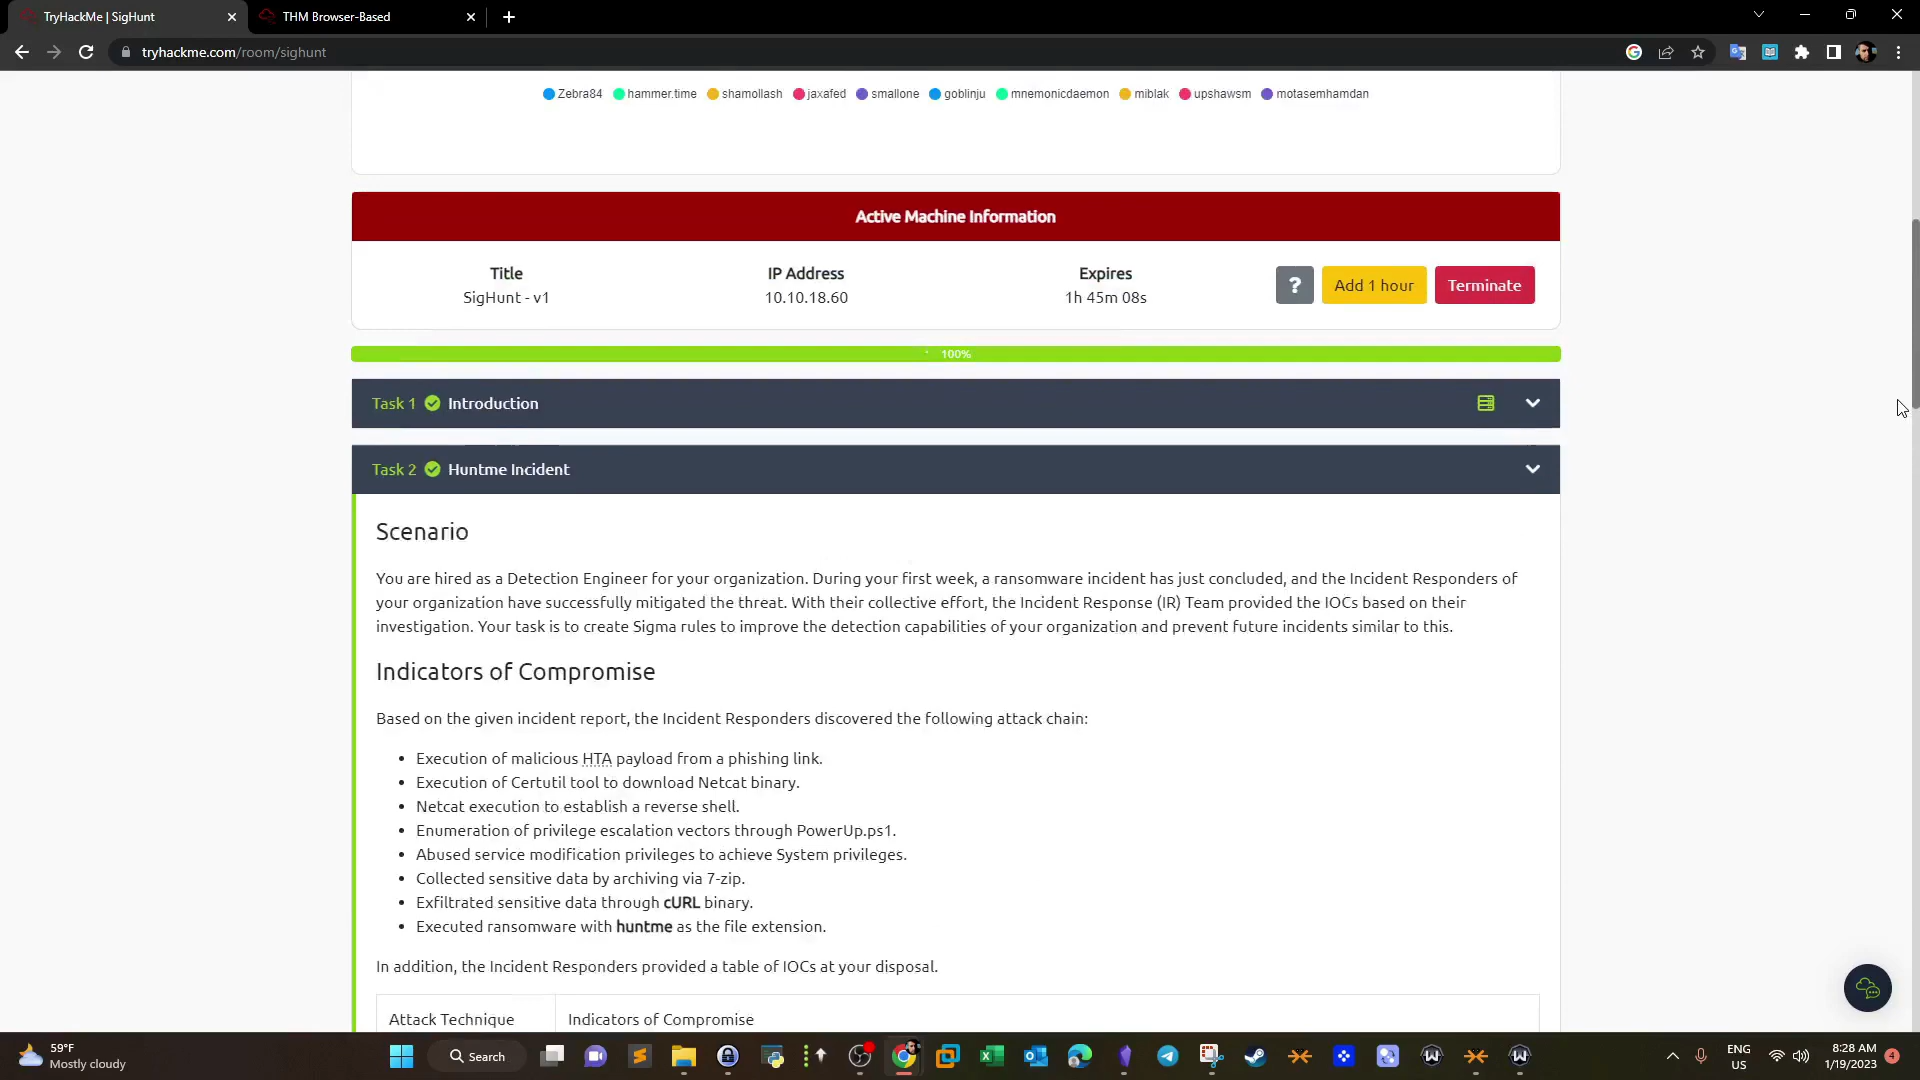 TryHackMe | SigHunt
THM Browser-Based
tryhackme.com/room/sighunt
Zebra84 hammer.time shamollash jaxafed smallone goblinju mnemonicdaemon miblak upshawsm motasemhamdan
Active Machine Information
Title IP Address Expires
SigHunt - v1 10.10.18.60 1h 45m 08s
? Add 1 hour Terminate
100%
Task 1 Introduction
Task 2 Huntme Incident
Scenario
You are hired as a Detection Engineer for your organization. During your first week, a ransomware incident has just concluded, and the Incident Responders of
your organization have successfully mitigated the threat. With their collective effort, the Incident Response (IR) Team provided the IOCs based on their
investigation. Your task is to create Sigma rules to improve the detection capabilities of your organization and prevent future incidents similar to this.
Indicators of Compromise
Based on the given incident report, the Incident Responders discovered the following attack chain:
• Execution of malicious HTA payload from a phishing link.
• Execution of Certutil tool to download Netcat binary.
• Netcat execution to establish a reverse shell.
• Enumeration of privilege escalation vectors through PowerUp.ps1.
• Abused service modification privileges to achieve System privileges.
• Collected sensitive data by archiving via 7-zip.
• Exfiltrated sensitive data through cURL binary.
• Executed ransomware with huntme as the file extension.
In addition, the Incident Responders provided a table of IOCs at your disposal.
Attack Technique Indicators of Compromise
59°F
Mostly cloudy
Search
ENG
US
8:28 AM
1/19/2023
4